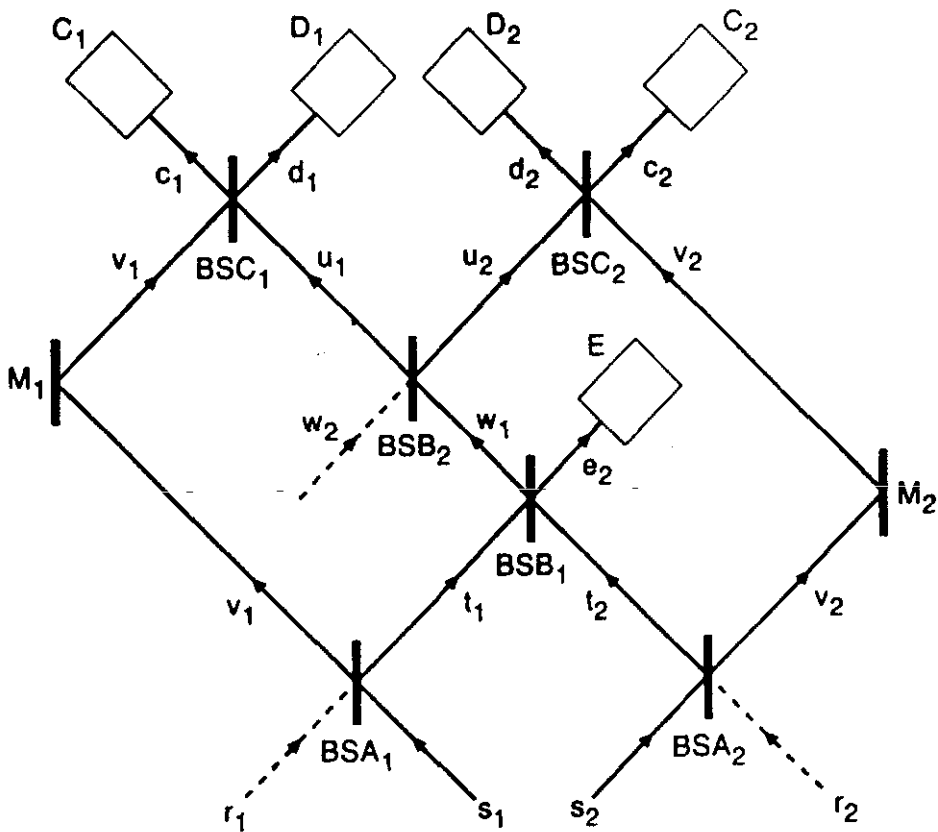 C₁ D₁ D₂ C₂
c₁ d₁ d₂ c₂
v₁ BSC₁ u₁ u₂ BSC₂ v₂
M₁ E
w₂ BSB₂ w₁ e₂ M₂
BSB₁
v₁ t₁ t₂ v₂
BSA₁ BSA₂
r₁ s₁ s₂ r₂